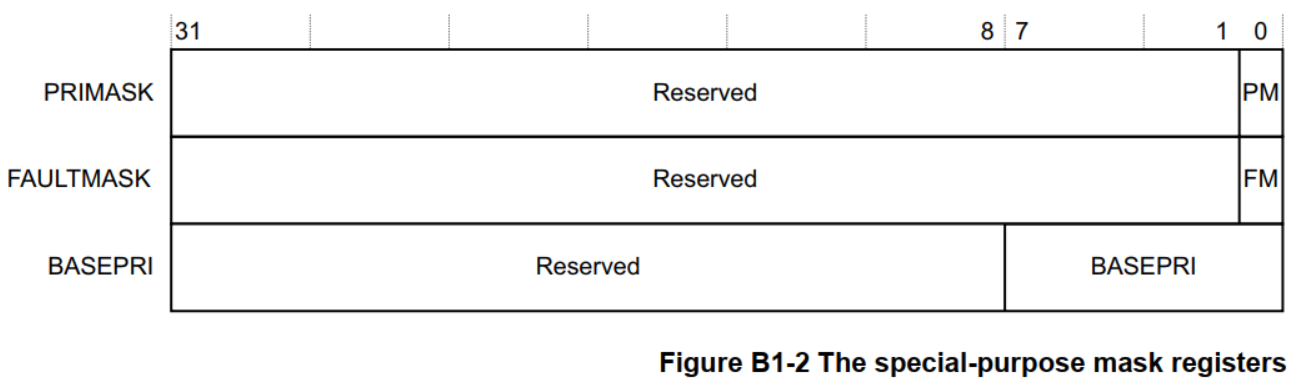 31 8 7 1 0
PRIMASK Reserved PM
FAULTMASK Reserved FM
BASEPRI Reserved BASEPRI
Figure B1-2 The special-purpose mask registers